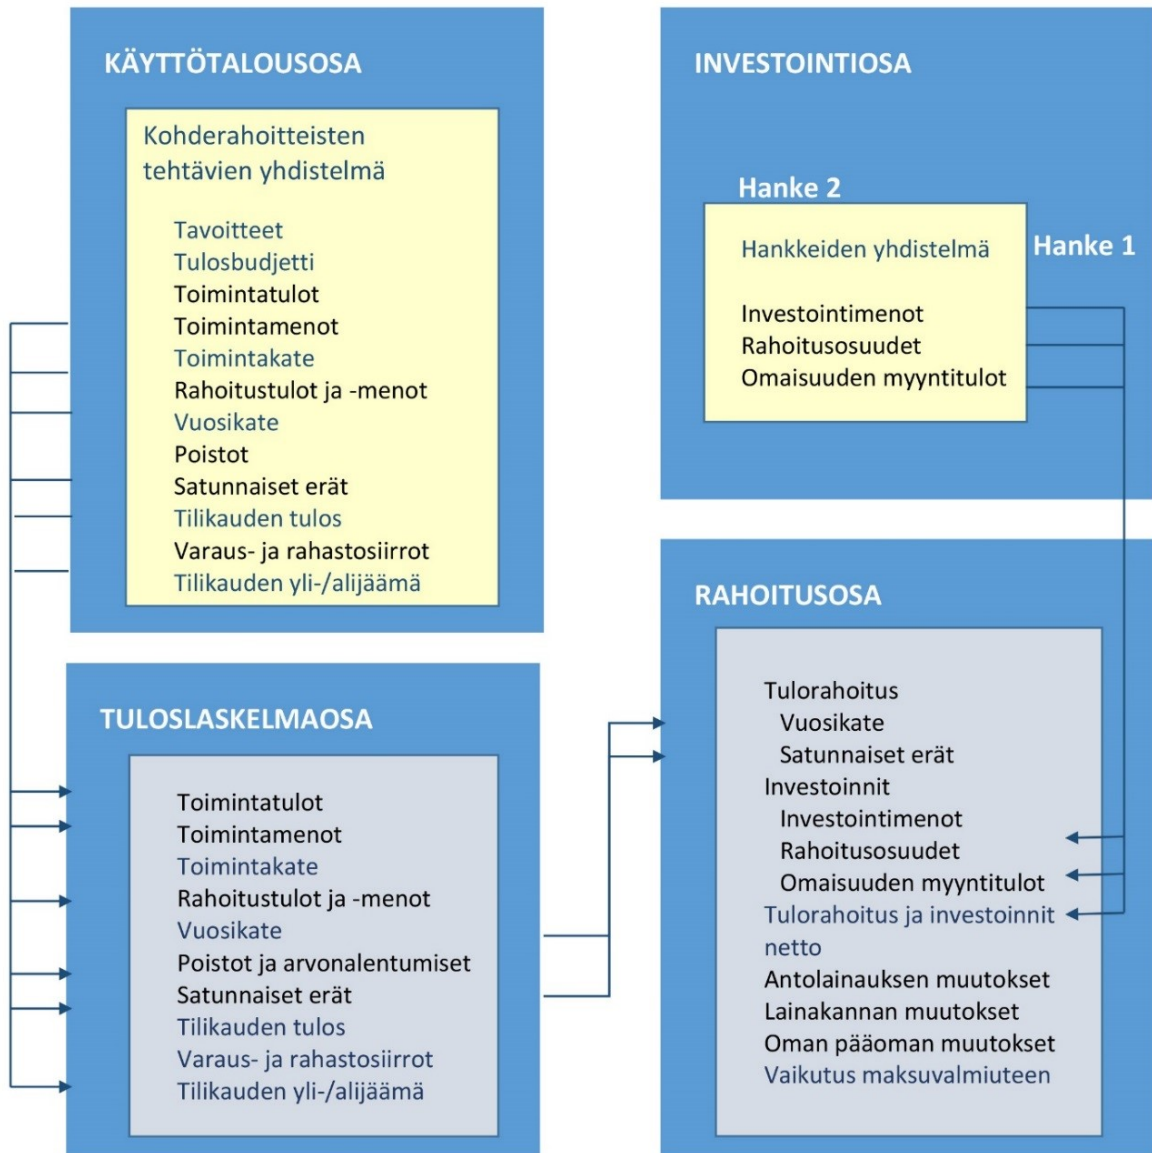 KÄYTTÖTALOUSOSA
Kohderahoitteisten
tehtävien yhdistelmä
Tavoitteet
Tulosbudjetti
Toimintatulot
Toimintamenot
Toimintakate
Rahoitustulot ja -menot
Vuosikate
Poistot
Satunnaiset erät
Tilikauden tulos
Varaus- ja rahastosiirrot
Tilikauden yli-/alijäämä
INVESTOINTIOSA
Hanke 2
Hanke 1
Hankkeiden yhdistelmä
Investointimenot
Rahoitusosuudet
Omaisuuden myyntitulot
TULOSLASKELMAOSA
Toimintatulot
Toimintamenot
Toimintakate
Rahoitustulot ja -menot
Vuosikate
Poistot ja arvonalentumiset
Satunnaiset erät
Tilikauden tulos
Varaus- ja rahastosiirrot
Tilikauden yli-/alijäämä
RAHOITUSOSA
Tulorahoitus
Vuosikate
Satunnaiset erät
Investoinnit
Investointimenot
Rahoitusosuudet
Omaisuuden myyntitulot
Tulorahoitus ja investoinnit
netto
Antolainauksen muutokset
Lainakannan muutokset
Oman pääoman muutokset
Vaikutus maksuvalmiuteen